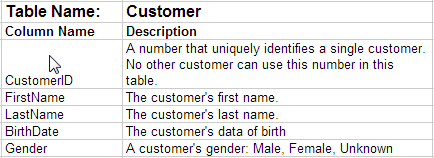 Table Name: Customer
Column Name Description
CustomerID A number that uniquely identifies a single customer.
No other customer can use this number in this
table.
FirstName The customer's first name.
LastName The customer's last name.
BirthDate The customer's data of birth
Gender A customer's gender: Male, Female, Unknown